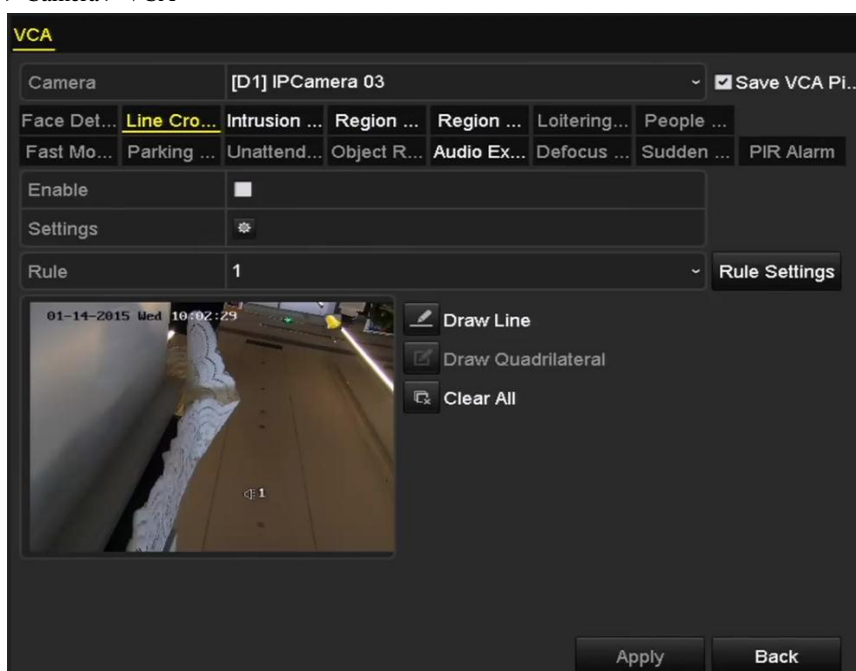 VCA
Camera [D1] IPCamera 03 Save VCA Pi..
Face Det... Line Cro... Intrusion ... Region ... Region ... Loitering... People ...
Fast Mo... Parking ... Unattend... Object R... Audio Ex... Defocus ... Sudden ... PIR Alarm
Enable
Settings
Rule 1 Rule Settings
01-14-2015 Wed 10:02:29
Draw Line
Draw Quadrilateral
Clear All
1
Apply Back